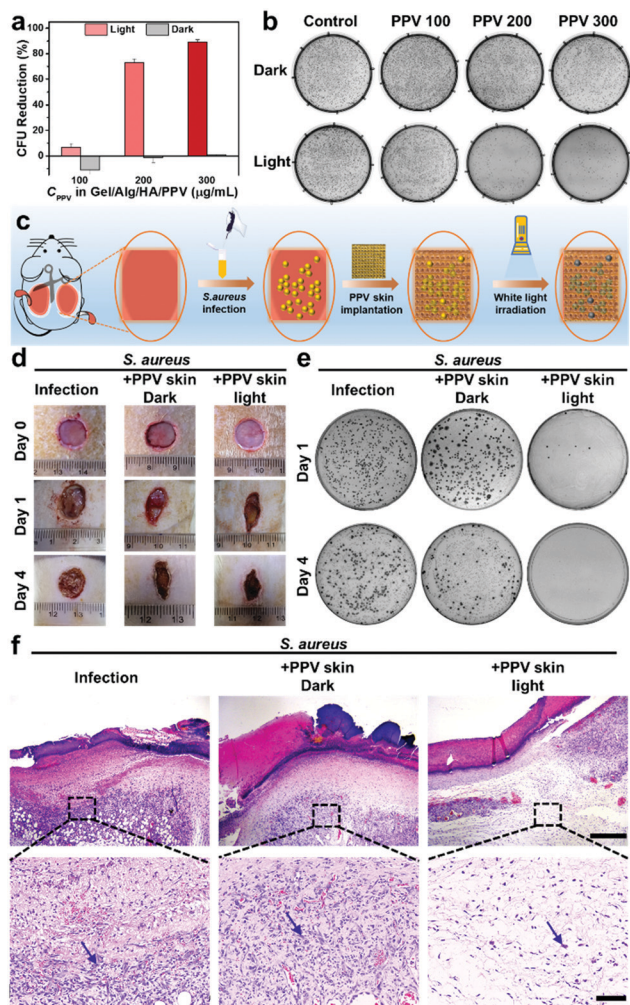 a
Light Dark
CFU Reduction (%)
100
80
60
40
20
0
100 200 300
C_PPV in Gel/Alg/HA/PPV (μg/mL)
b
Control PPV 100 PPV 200 PPV 300
Dark
Light
c
S.aureus
infection
PPV skin
implantation
White light
irradiation
d
S. aureus
Infection +PPV skin Dark +PPV skin light
Day 0
Day 1
Day 4
e
S. aureus
Infection +PPV skin Dark +PPV skin light
Day 1
Day 4
f
S. aureus
Infection +PPV skin Dark +PPV skin light